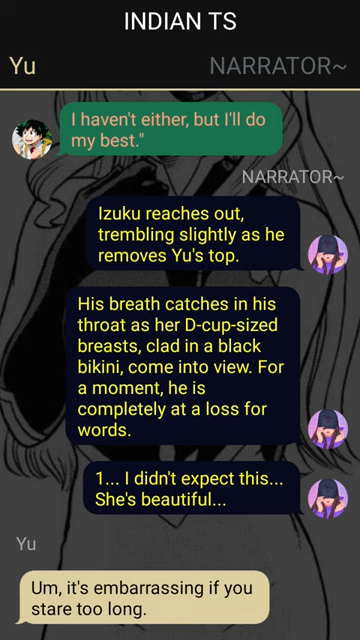 INDIAN TS
Yu
NARRATOR~
I haven't either, but I'll do
my best."
NARRATOR~
Izuku reaches out,
trembling slightly as he
removes Yu's top.
His breath catches in his
throat as her D-cup-sized
breasts, clad in a black
bikini, come into view. For
a moment, he is
completely at a loss for
words.
1... I didn't expect this...
She's beautiful...
Yu
Um, it's embarrassing if you
stare too long.